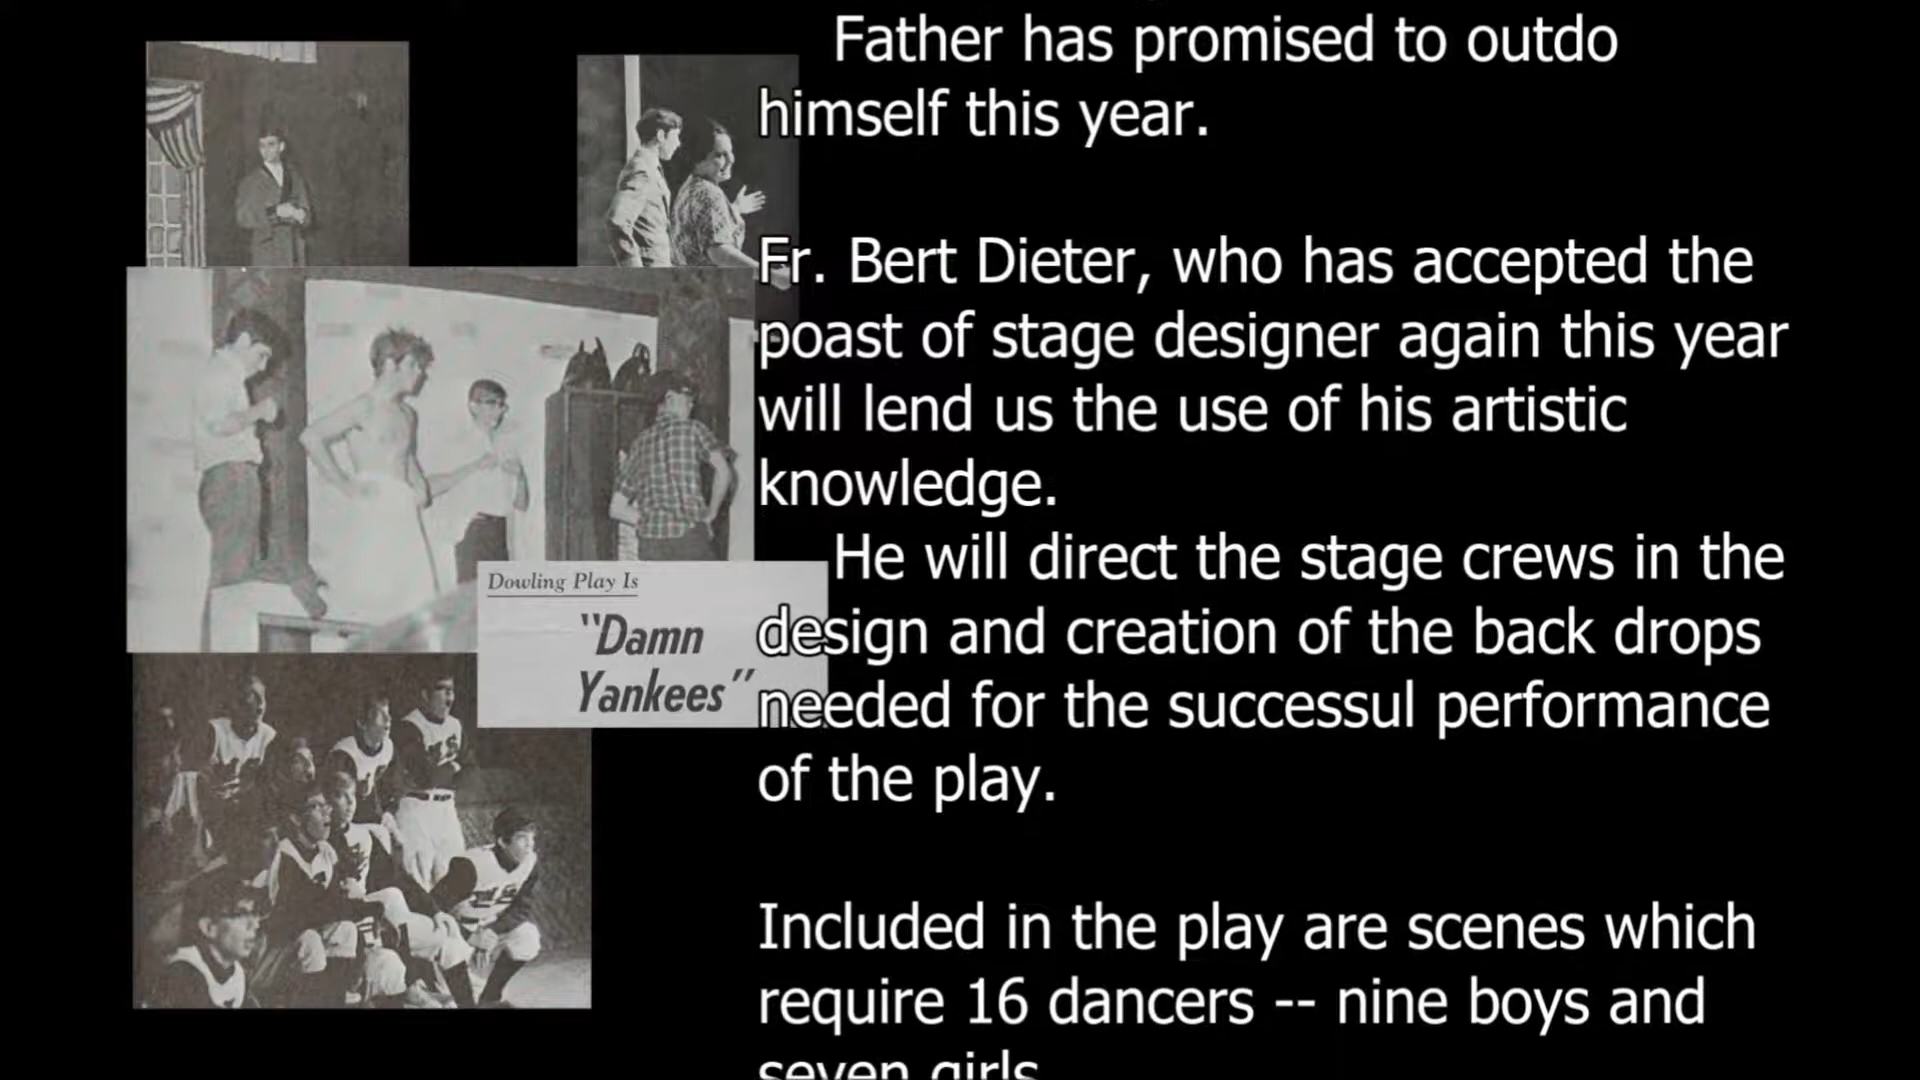 Father has promised to outdo
himself this year.
Fr. Bert Dieter, who has accepted the
poast of stage designer again this year
will lend us the use of his artistic
knowledge.
He will direct the stage crews in the
design and creation of the back drops
needed for the successul performance
of the play.
Included in the play are scenes which
require 16 dancers -- nine boys and
seven girls
Dowling Play Is
"Damn
Yankees"